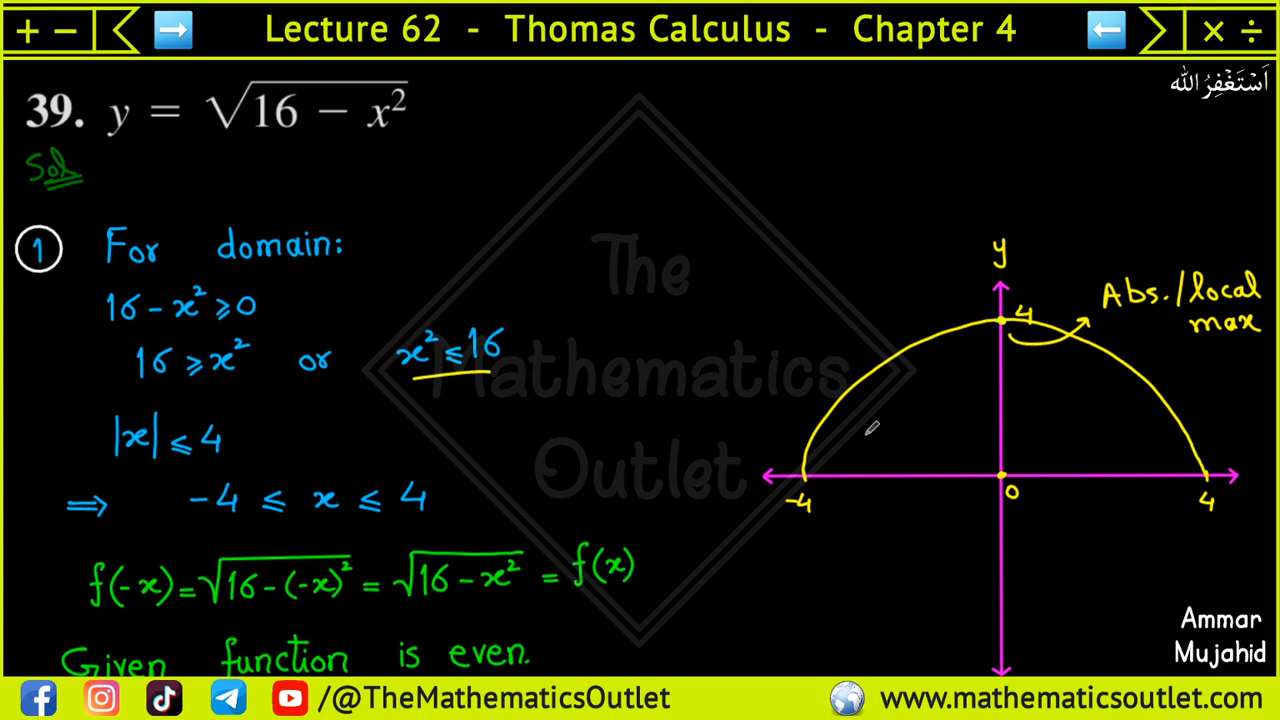 + − ➡ Lecture 62 - Thomas Calculus - Chapter 4 ⬅ × ÷
اَسْتَغْفِرُ اللّٰه
39. y = √(16 − x²)
Sol
1 For domain:
16 - x² ⩾ 0
16 ⩾ x² or x² ⩽ 16
|x| ⩽ 4
⟹ -4 ⩽ x ⩽ 4
f(-x) = √(16 - (-x)²) = √(16 - x²) = f(x)
Given function is even.
y
4
Abs./local
max
-4 0 4
The
Mathematics
Outlet
Ammar
Mujahid
/@TheMathematicsOutlet www.mathematicsoutlet.com